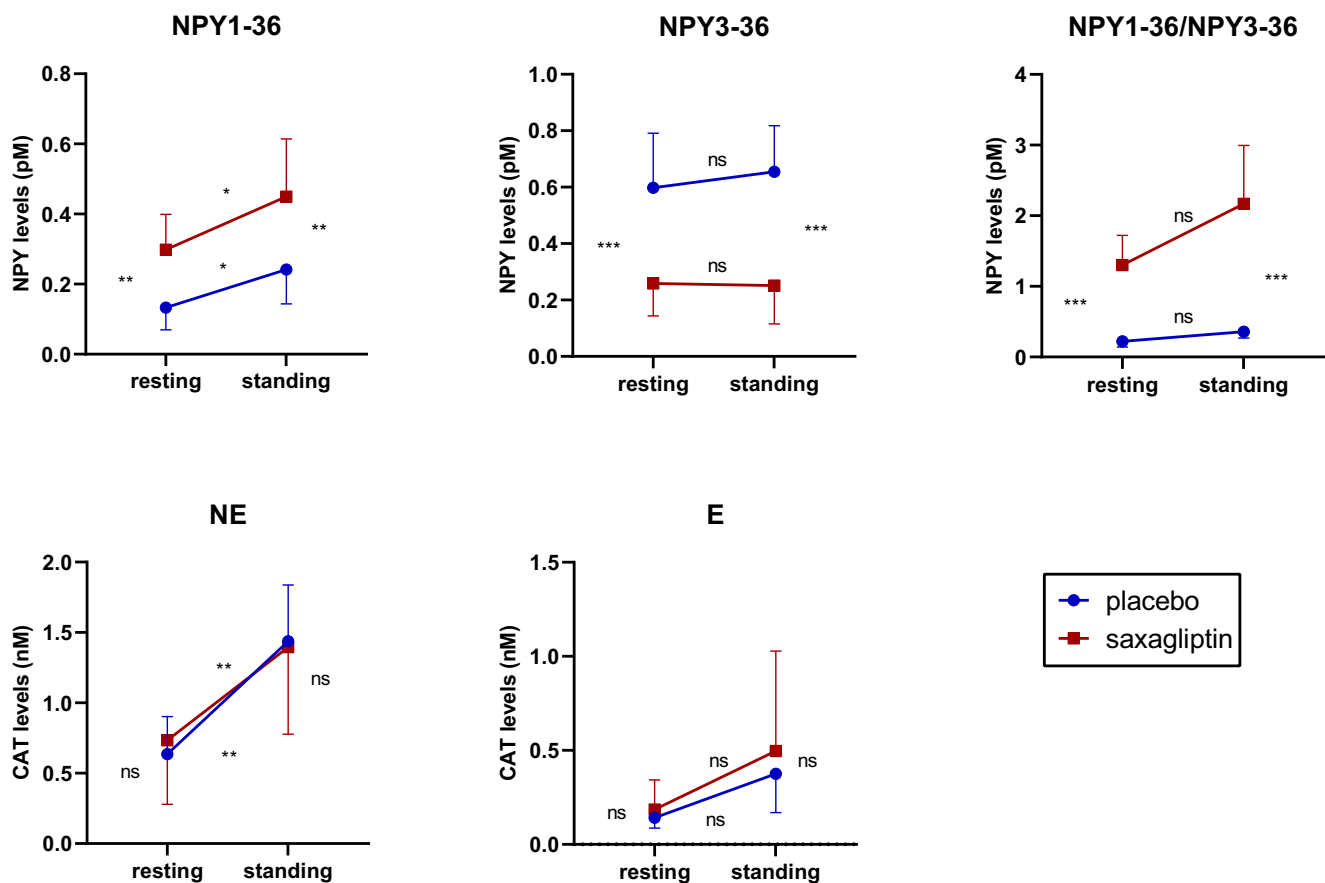 NPY1-36
NPY levels (pM)
0.8
0.6
0.4
0.2
0.0
*
**
*
**
resting standing
NPY3-36
NPY levels (pM)
1.0
0.8
0.6
0.4
0.2
0.0
ns
***
***
ns
resting standing
NPY1-36/NPY3-36
NPY levels (pM)
4
3
2
1
0
ns
***
***
ns
resting standing
NE
CAT levels (nM)
2.0
1.5
1.0
0.5
0.0
**
ns
**
ns
resting standing
E
CAT levels (nM)
1.5
1.0
0.5
0.0
ns
ns
ns
ns
resting standing
placebo
saxagliptin